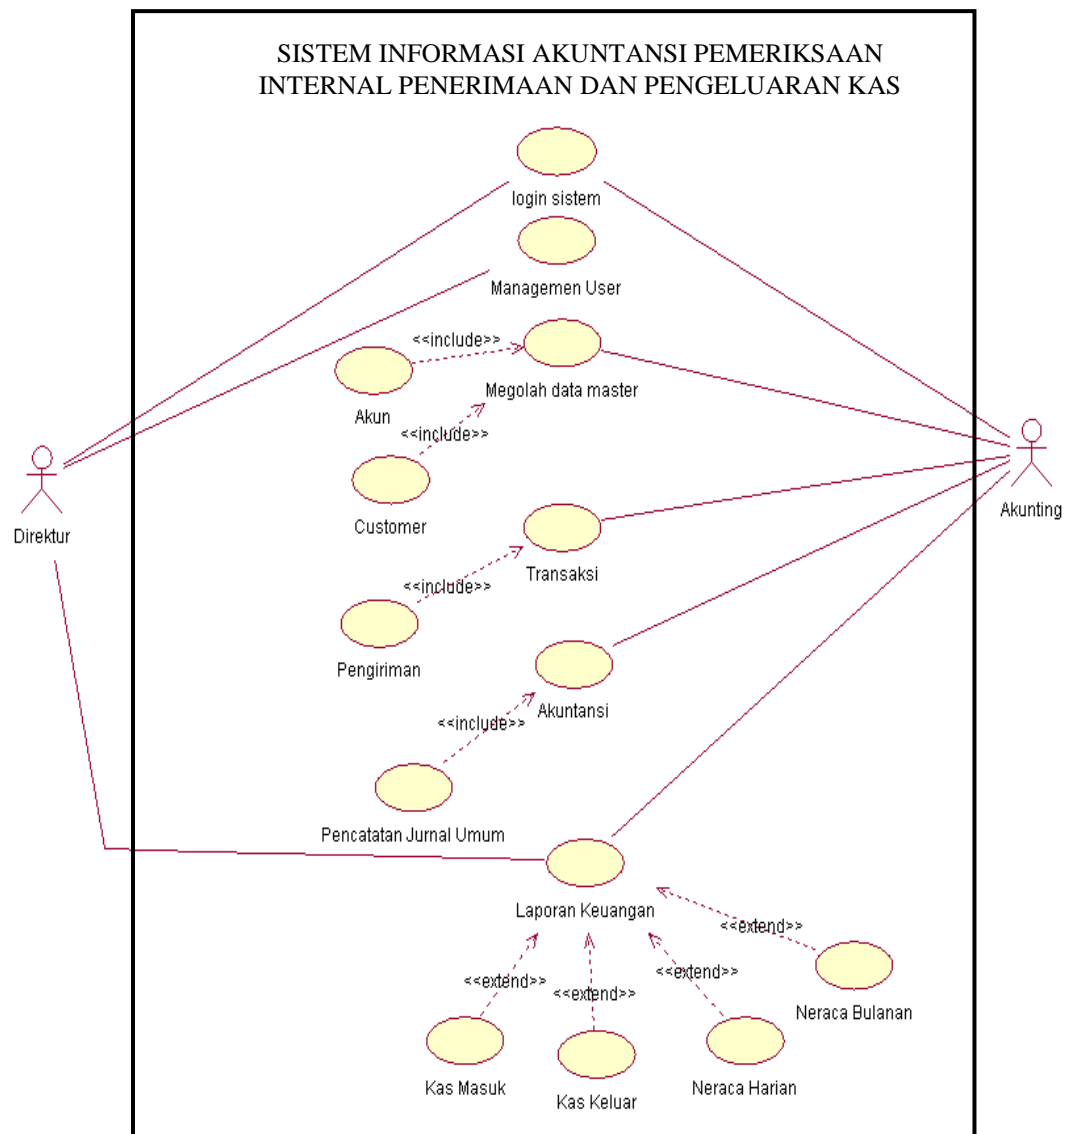 SISTEM INFORMASI AKUNTANSI PEMERIKSAAN
INTERNAL PENERIMAAN DAN PENGELUARAN KAS
login sistem
Managemen User
<<include>>
Megolah data master
Akun
<<include>>
Customer
Direktur
Akunting
Transaksi
<<include>>
Pengiriman
Akuntansi
<<include>>
Pencatatan Jurnal Umum
Laporan Keuangan
<<extend>>
<<extend>>
<<extend>>
<<extend>>
Neraca Bulanan
Kas Masuk
Kas Keluar
Neraca Harian